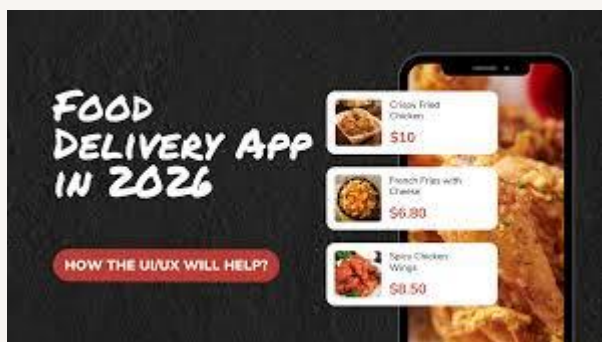 Food
Delivery App
in 2026
HOW THE UI/UX WILL HELP?
Crispy Fried
Chicken
$10
French Fries with
Cheese
$6.80
Spicy Chicken
Wings
$8.50